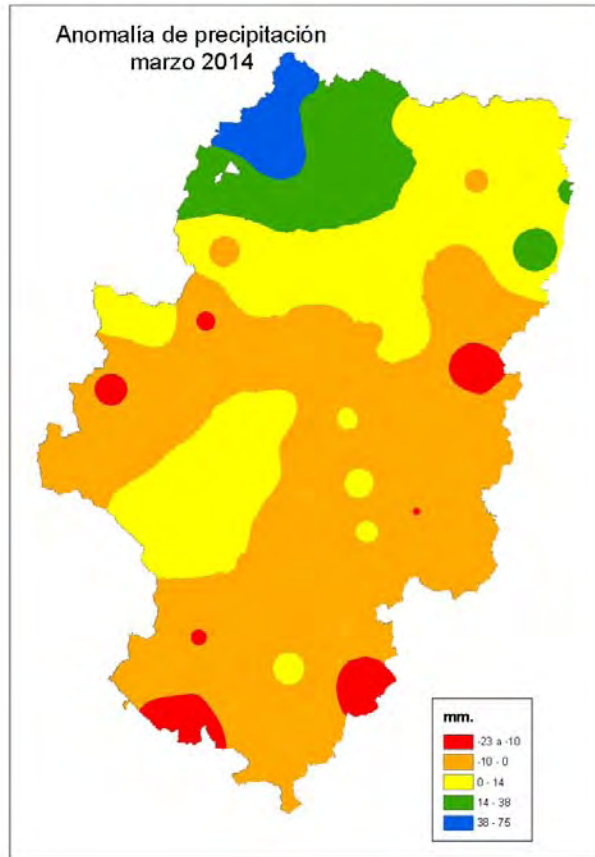 Anomalía de precipitación
marzo 2014
mm.
-23 a -10
-10 - 0
0 - 14
14 - 38
38 - 75